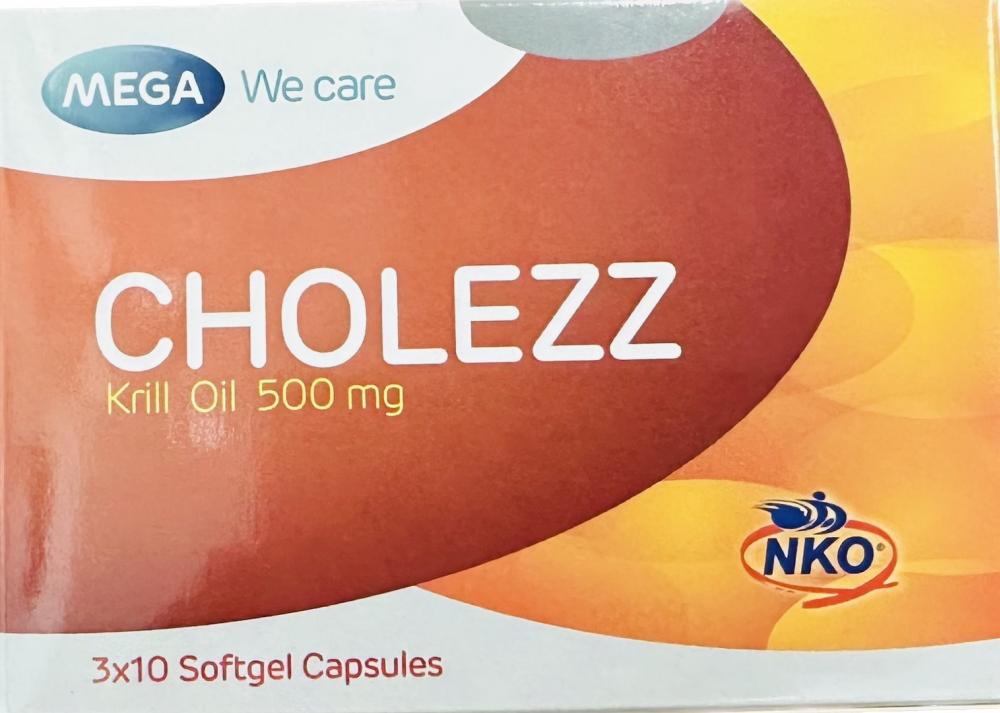 MEGA We care
CHOLEZZ
Krill Oil 500 mg
NKO®
3x10 Softgel Capsules